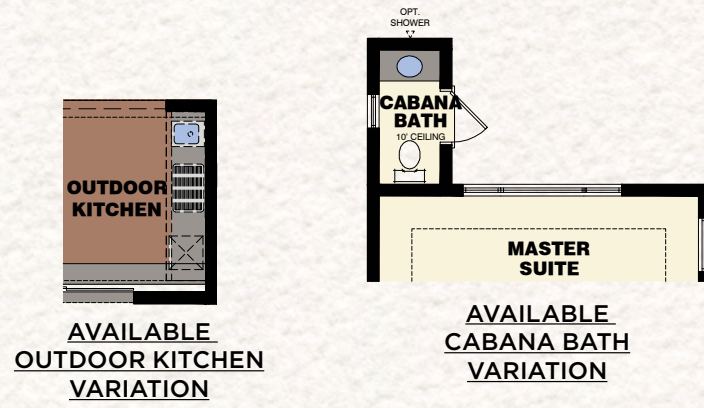 OUTDOOR
KITCHEN
AVAILABLE
OUTDOOR KITCHEN
VARIATION
OPT.
SHOWER
CABANA
BATH
10' CEILING
MASTER
SUITE
AVAILABLE
CABANA BATH
VARIATION